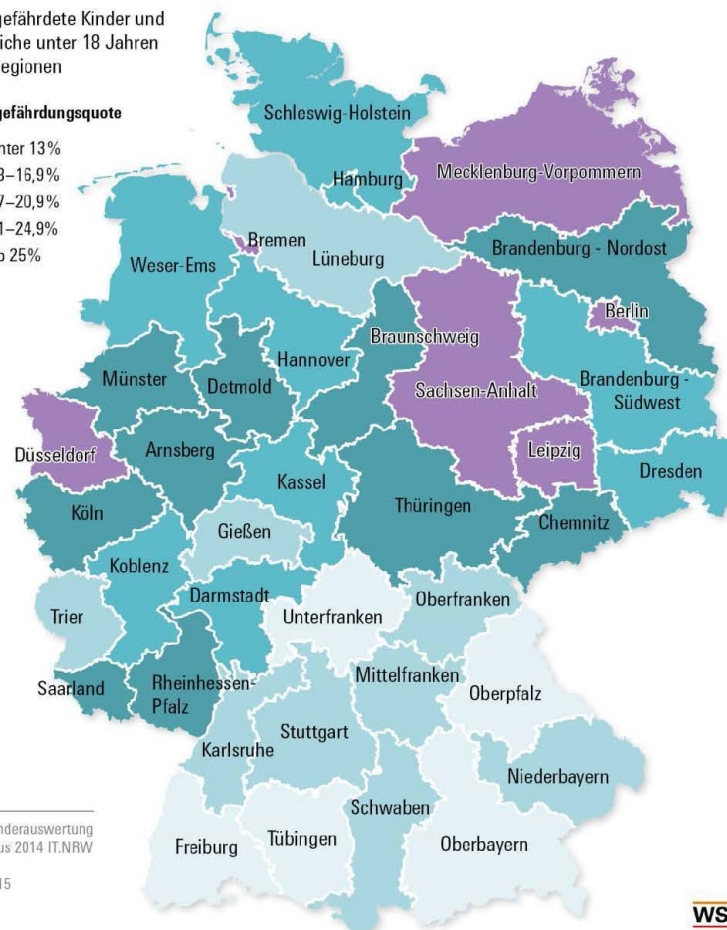 gefährdete Kinder und
iche unter 18 Jahren
egionen
gefährdungsquote
nter 13%
3–16,9%
7–20,9%
1–24,9%
b 25%
Schleswig-Holstein
Hamburg
Mecklenburg-Vorpommern
Bremen
Lüneburg
Brandenburg - Nordost
Weser-Ems
Berlin
Braunschweig
Hannover
Münster
Detmold
Sachsen-Anhalt
Brandenburg -
Südwest
Düsseldorf
Arnsberg
Leipzig
Dresden
Kassel
Köln
Thüringen
Chemnitz
Gießen
Koblenz
Darmstadt
Oberfranken
Trier
Unterfranken
Saarland
Rheinhessen-
Pfalz
Mittelfranken
Oberpfalz
Stuttgart
Karlsruhe
Niederbayern
Schwaben
Freiburg
Tübingen
Oberbayern
nderauswertung
us 2014 IT.NRW
15
WS